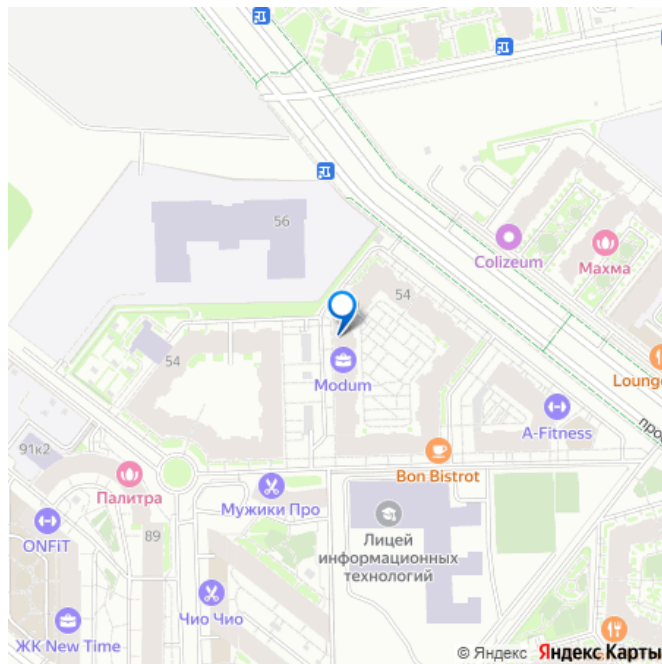 56
Colizeum
Махма
54
Modum
54
Lounge
про
A-Fitness
91к2
Bon Bistrot
Палитра
Мужики Про
ONFIT
89
Лицей
информационных
технологий
Чио Чио
ЖК New Time
© Яндекс Яндекс Карты